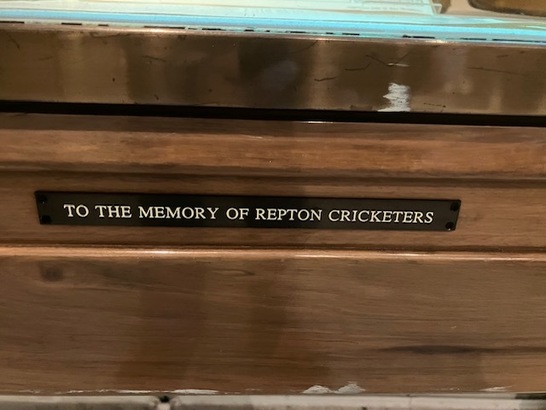 TO THE MEMORY OF REPTON CRICKETERS